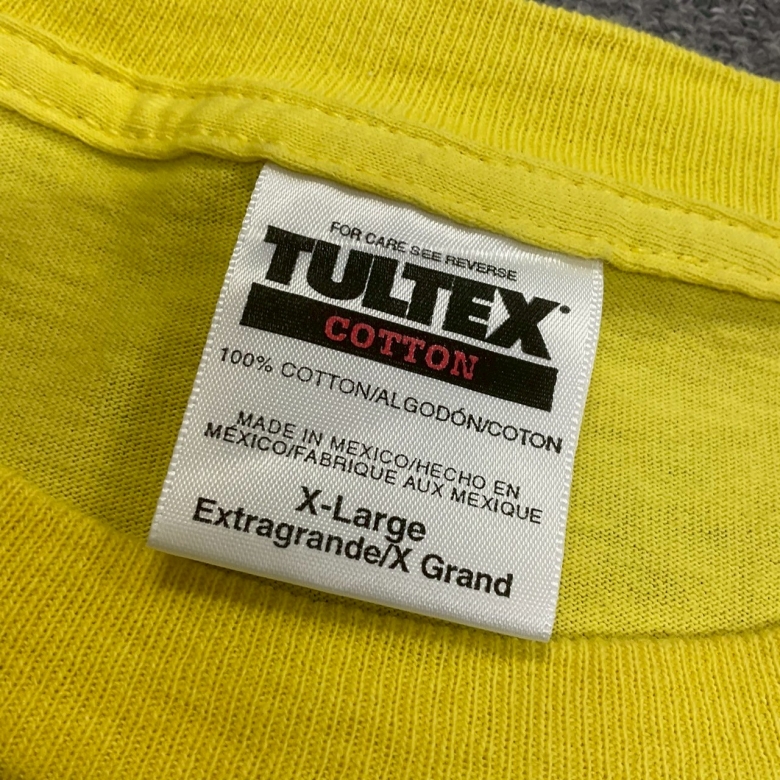 FOR CARE SEE REVERSE
TULTEX
COTTON
100% COTTON/ALGODÓN/COTON
MADE IN MEXICO/HECHO EN
MÉXICO/FABRIQUE AUX MEXIQUE
X-Large
Extragrande/X Grand